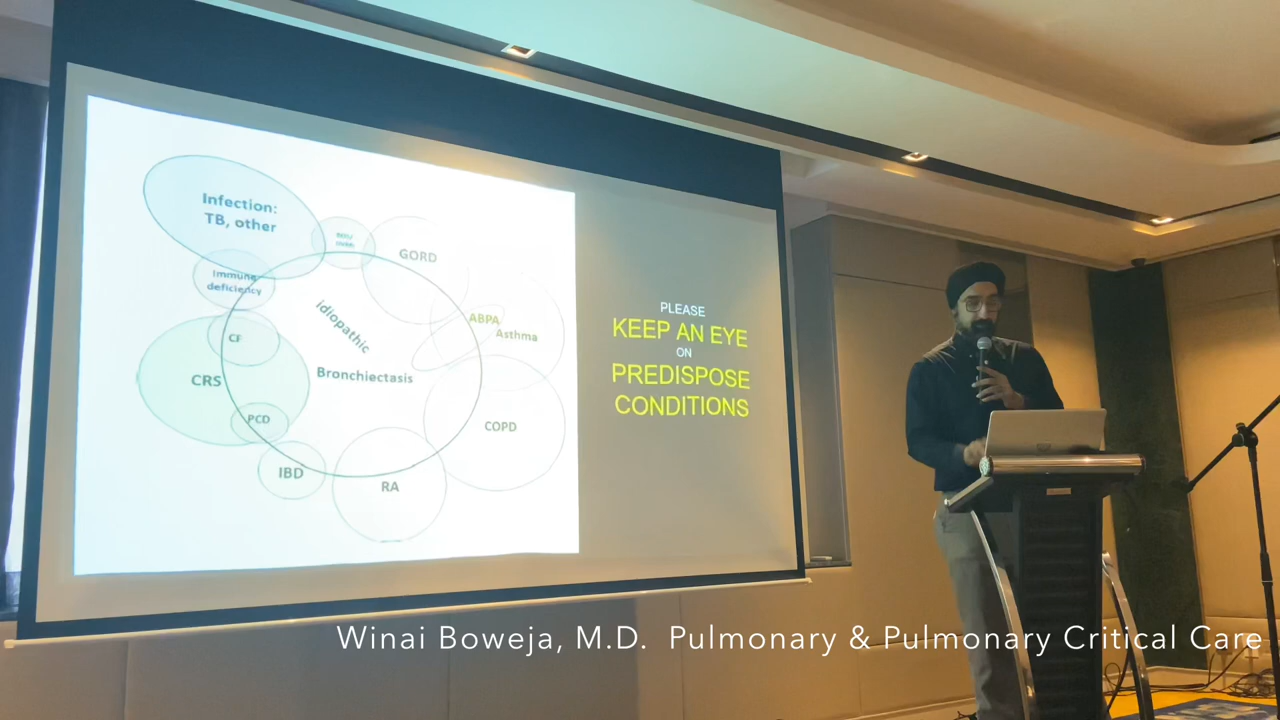 Infection:
TB, other
GORD
Immune
deficiency
ABPA
Asthma
idiopathic
CF
Bronchiectasis
CRS
PCD
COPD
IBD
RA
PLEASE
KEEP AN EYE
ON
PREDISPOSE
CONDITIONS
Winai Boweja, M.D. Pulmonary & Pulmonary Critical Care